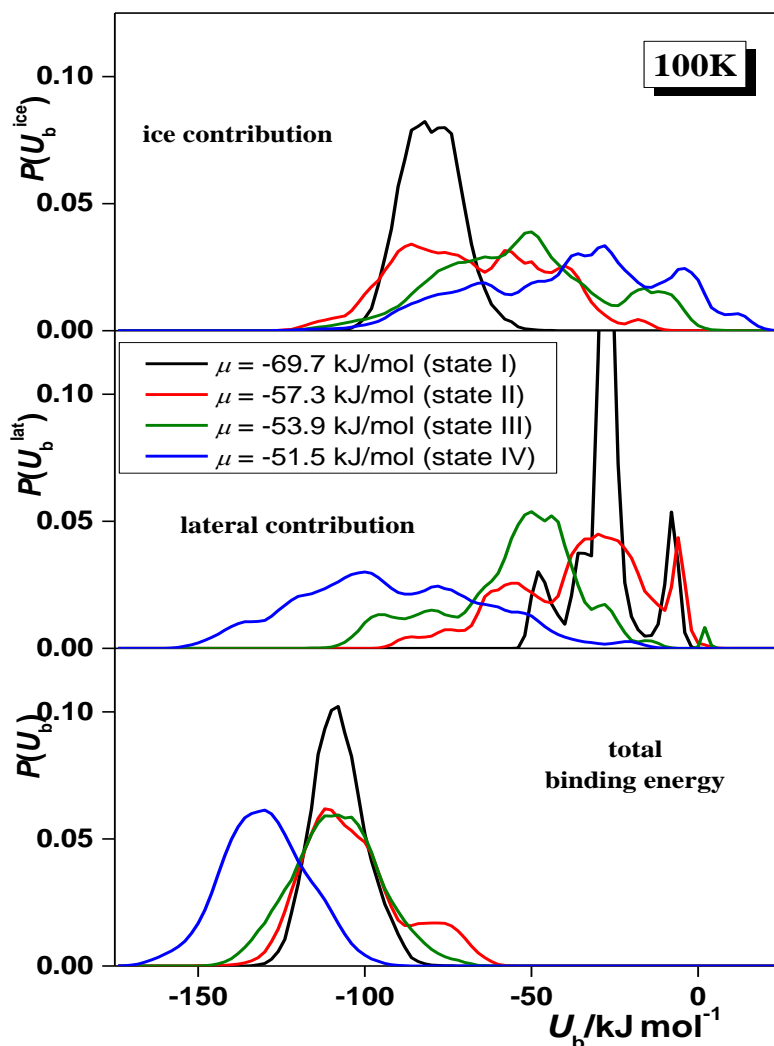 100K
0.10
P(U_b^ice)
ice contribution
0.05
0.00
μ = -69.7 kJ/mol (state I)
μ = -57.3 kJ/mol (state II)
μ = -53.9 kJ/mol (state III)
μ = -51.5 kJ/mol (state IV)
0.10
P(U_b^lat)
0.05
lateral contribution
0.00
0.10
P(U_b)
total
binding energy
0.05
0.00
-150 -100 -50 0
U_b/kJ mol⁻¹